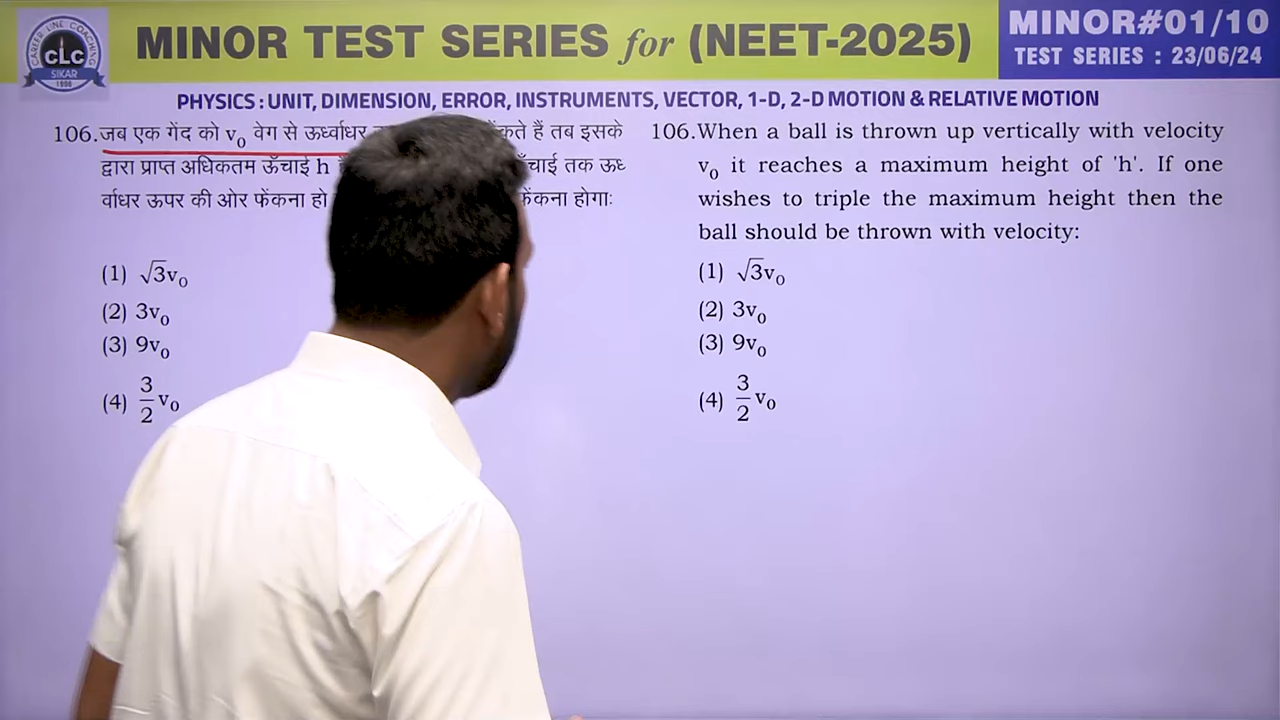 CAREER LINE COACHING
CLC
SIKAR
1996
MINOR TEST SERIES for (NEET-2025)
MINOR#01/10
TEST SERIES : 23/06/24
PHYSICS : UNIT, DIMENSION, ERROR, INSTRUMENTS, VECTOR, 1-D, 2-D MOTION & RELATIVE MOTION
106. जब एक गेंद को v₀ वेग से ऊर्ध्वाधर हैं तब इसके
द्वारा प्राप्त अधिकतम ऊँचाई h तक ऊध
र्वाधर ऊपर की ओर फेंकना हो फेंकना होगाः
(1) √3v₀
(2) 3v₀
(3) 9v₀
(4) 3/2 v₀
106. When a ball is thrown up vertically with velocity
v₀ it reaches a maximum height of 'h'. If one
wishes to triple the maximum height then the
ball should be thrown with velocity:
(1) √3v₀
(2) 3v₀
(3) 9v₀
(4) 3/2 v₀